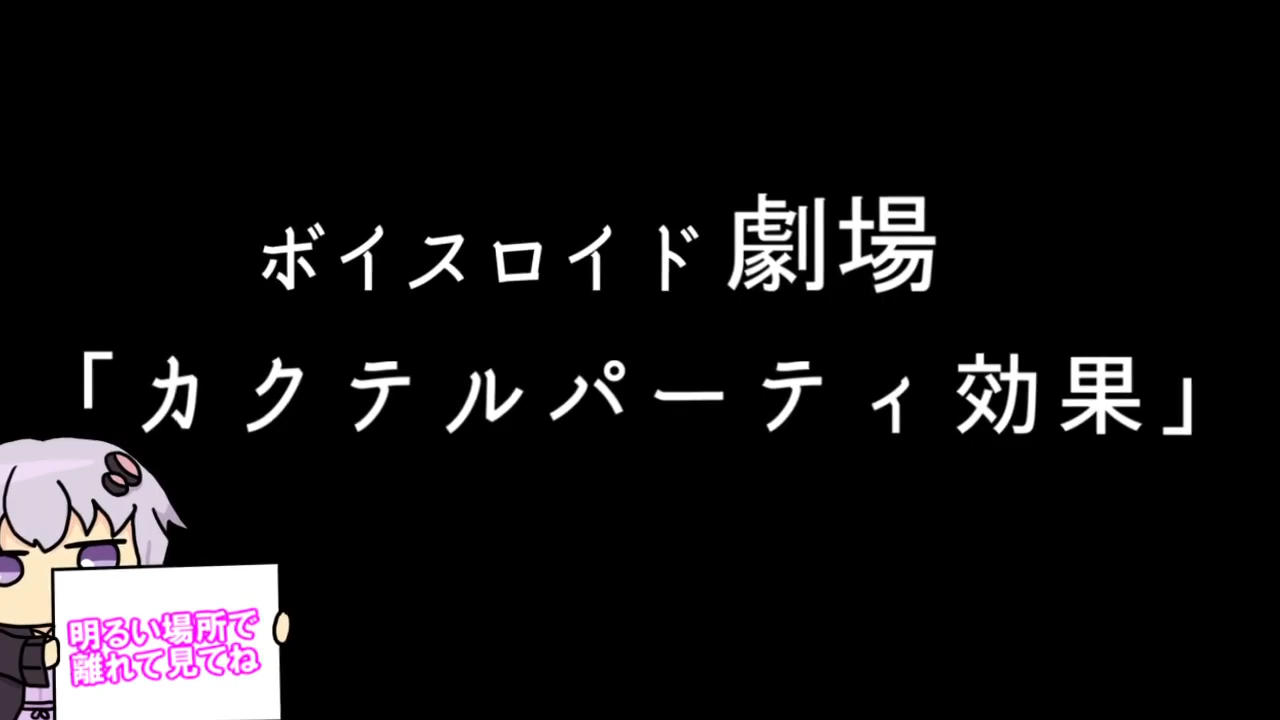 ボイスロイド劇場
「カクテルパーティ効果」
明るい場所で
離れて見てね